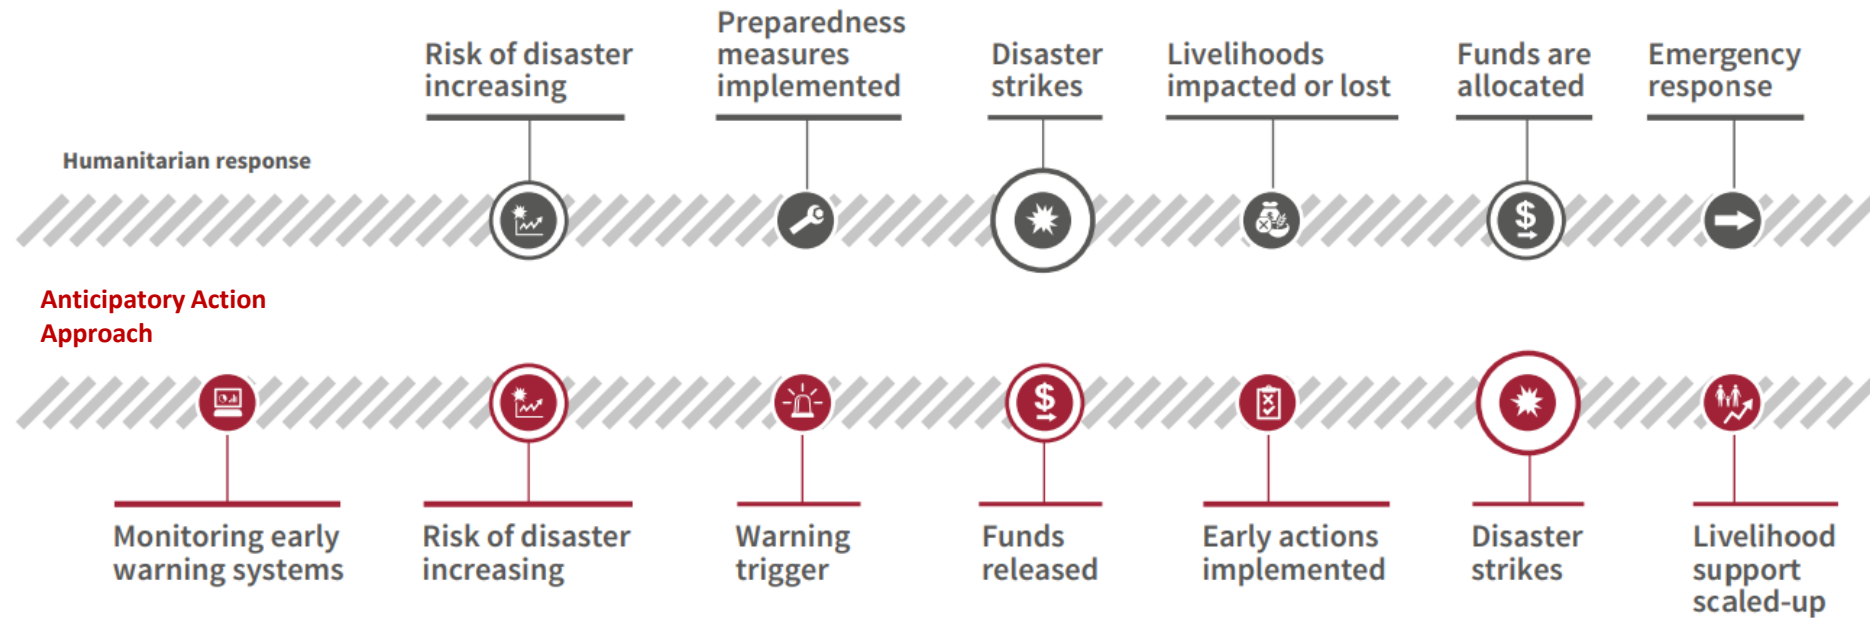 Risk of disaster
increasing
Preparedness
measures
implemented
Disaster
strikes
Livelihoods
impacted or lost
Funds are
allocated
Emergency
response
Humanitarian response
$
Anticipatory Action
Approach
$
Monitoring early
warning systems
Risk of disaster
increasing
Warning
trigger
Funds
released
Early actions
implemented
Disaster
strikes
Livelihood
support
scaled-up